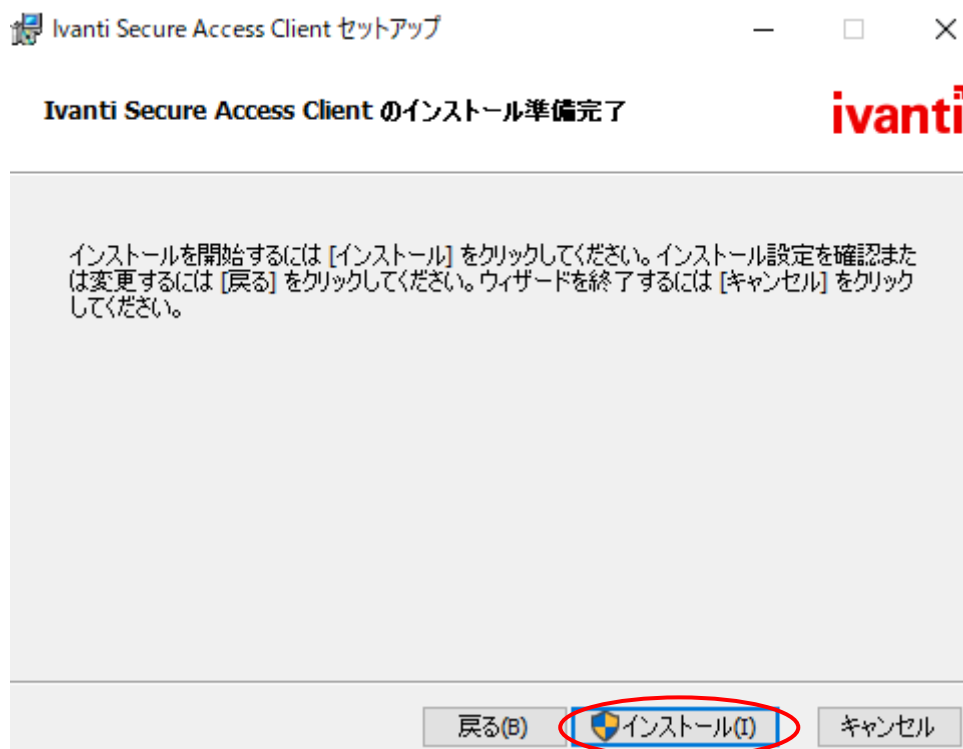 Ivanti Secure Access Client セットアップ
Ivanti Secure Access Client のインストール準備完了
ivanti
インストールを開始するには [インストール] をクリックしてください。インストール設定を確認また
は変更するには [戻る] をクリックしてください。ウィザードを終了するには [キャンセル] をクリック
してください。
戻る(B)
インストール(I)
キャンセル